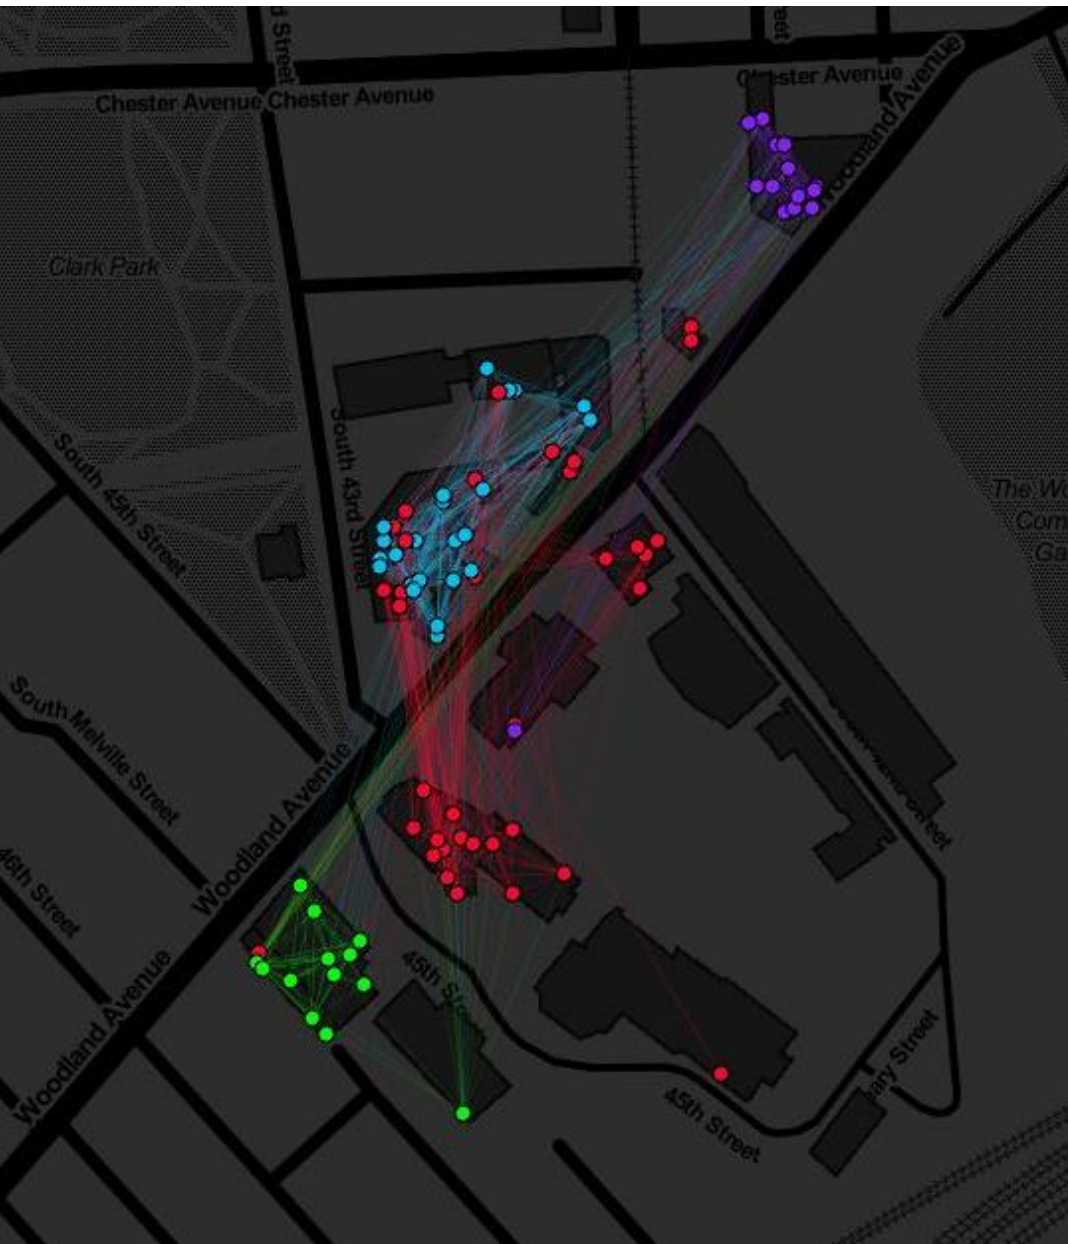 Chester Avenue
Woodland Avenue
Chester Avenue
Chester Avenue
Clark Park
South 43rd Street
South 45th Street
South Melville Street
Woodland Avenue
46th Street
Woodland Avenue
45th Street
45th Street